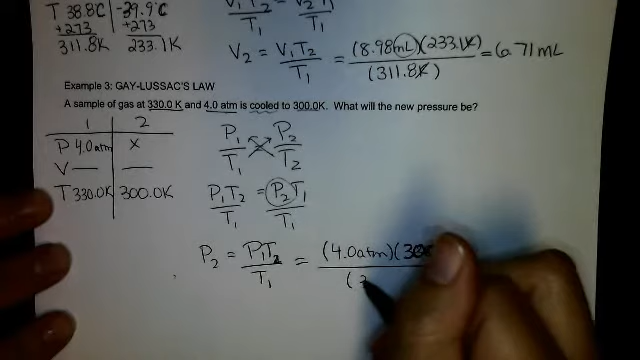 T 38.8C -39.9°C
+273 +273
311.8K 233.1K
T₁ T₁
V₂ = V₁T₂ / T₁ = (8.98mL)(233.1K) / (311.8K) = 6.71mL
Example 3: GAY-LUSSAC'S LAW
A sample of gas at 330.0 K and 4.0 atm is cooled to 300.0K. What will the new pressure be?
1 2
P 4.0atm X
V — —
T 330.0K 300.0K
P₁ / T₁ P₂ / T₂
P₁T₂ / T₁ = P₂T₁ / T₁
P₂ = P₁T₂ / T₁ = (4.0atm)(300 / (3